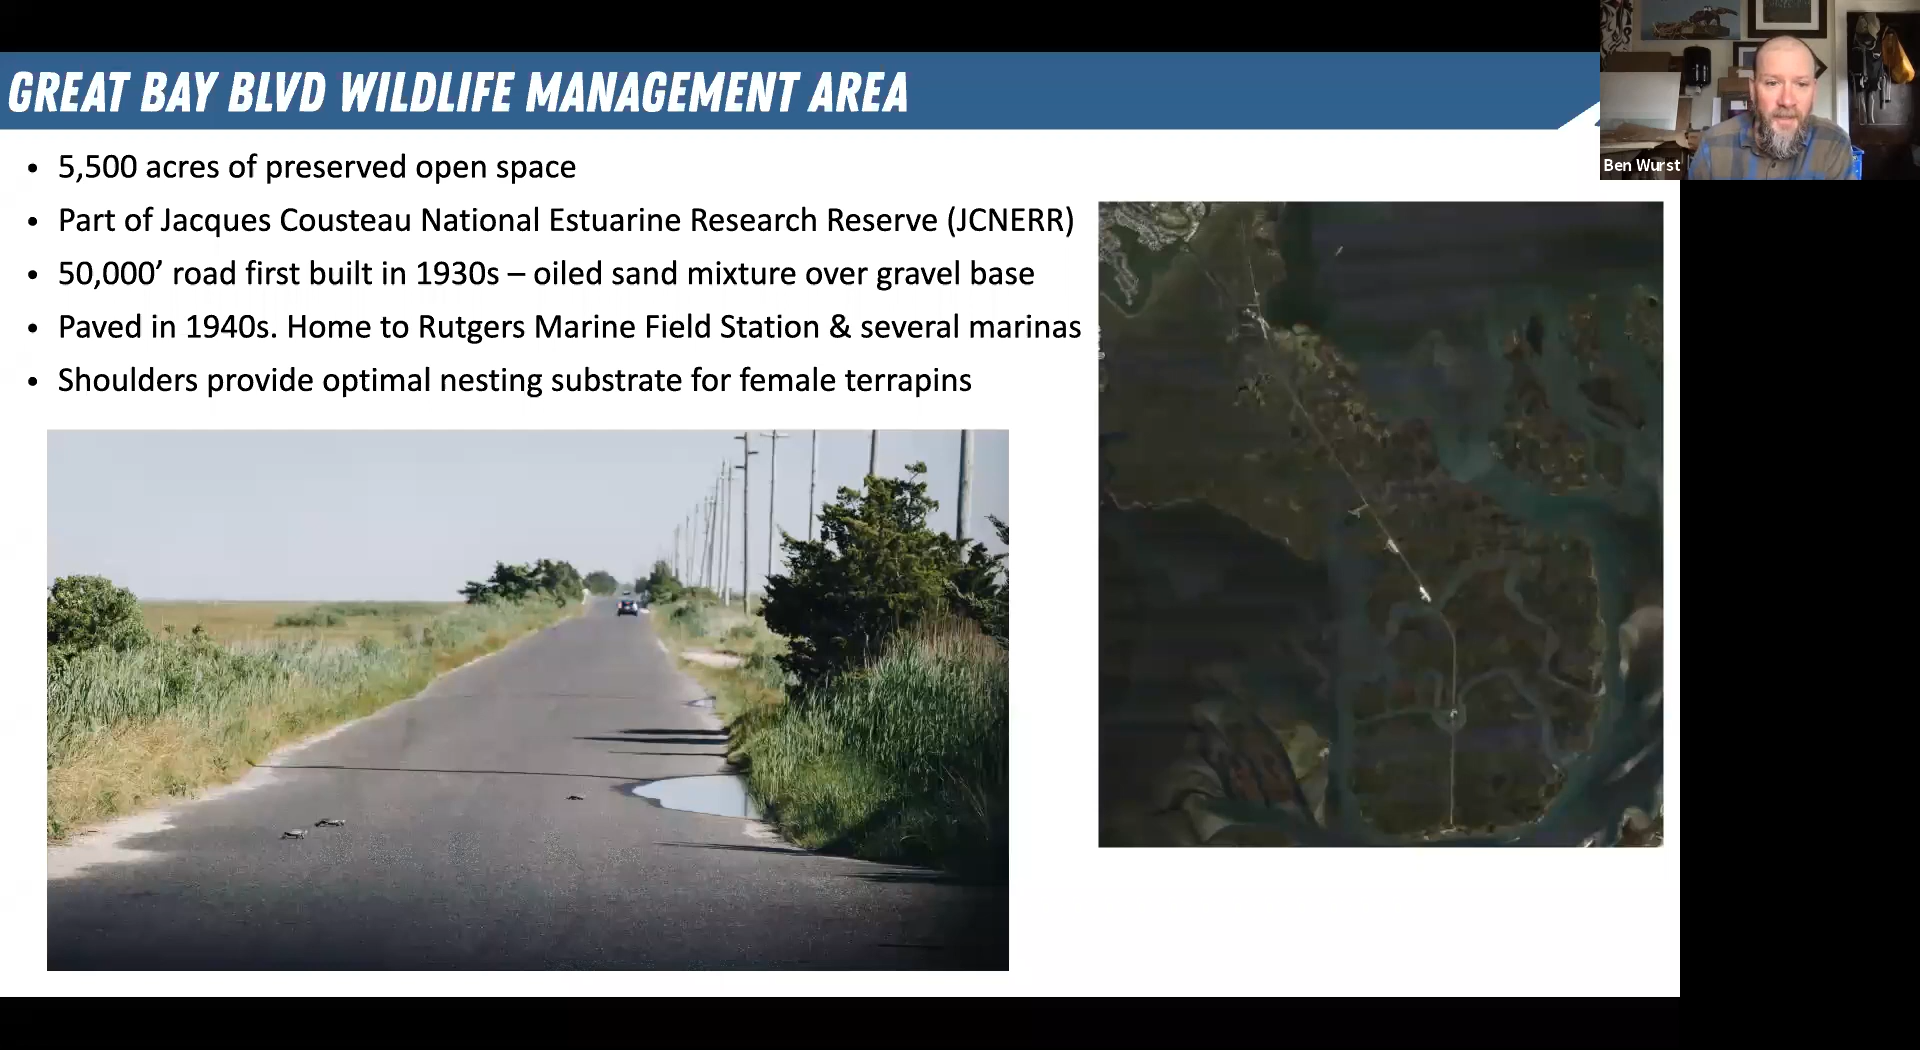 GREAT BAY BLVD WILDLIFE MANAGEMENT AREA
Ben Wurst
• 5,500 acres of preserved open space
• Part of Jacques Cousteau National Estuarine Research Reserve (JCNERR)
• 50,000’ road first built in 1930s – oiled sand mixture over gravel base
• Paved in 1940s. Home to Rutgers Marine Field Station & several marinas
• Shoulders provide optimal nesting substrate for female terrapins